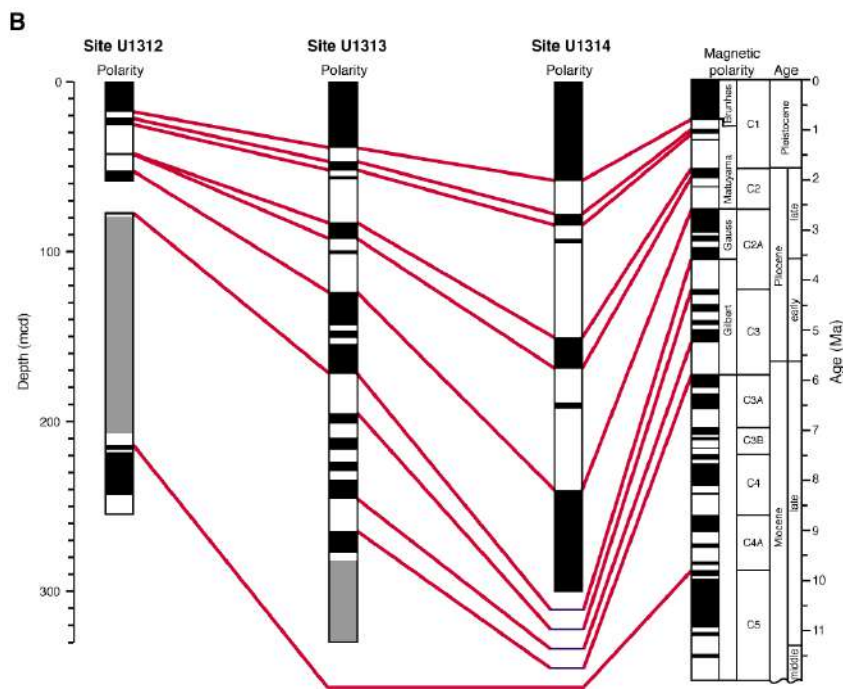 B
Site U1312
Site U1313
Site U1314
Polarity
Polarity
Polarity
Magnetic
polarity
Age
0
100
200
300
Depth (mcd)
Brunhes
Matuyama
Gauss
Gilbert
C1
C2
C2A
C3
C3A
C3B
C4
C4A
C5
Pleistocene
Pliocene
Miocene
late
early
late
middle
0
1
2
3
4
5
6
7
8
9
10
11
Age (Ma)